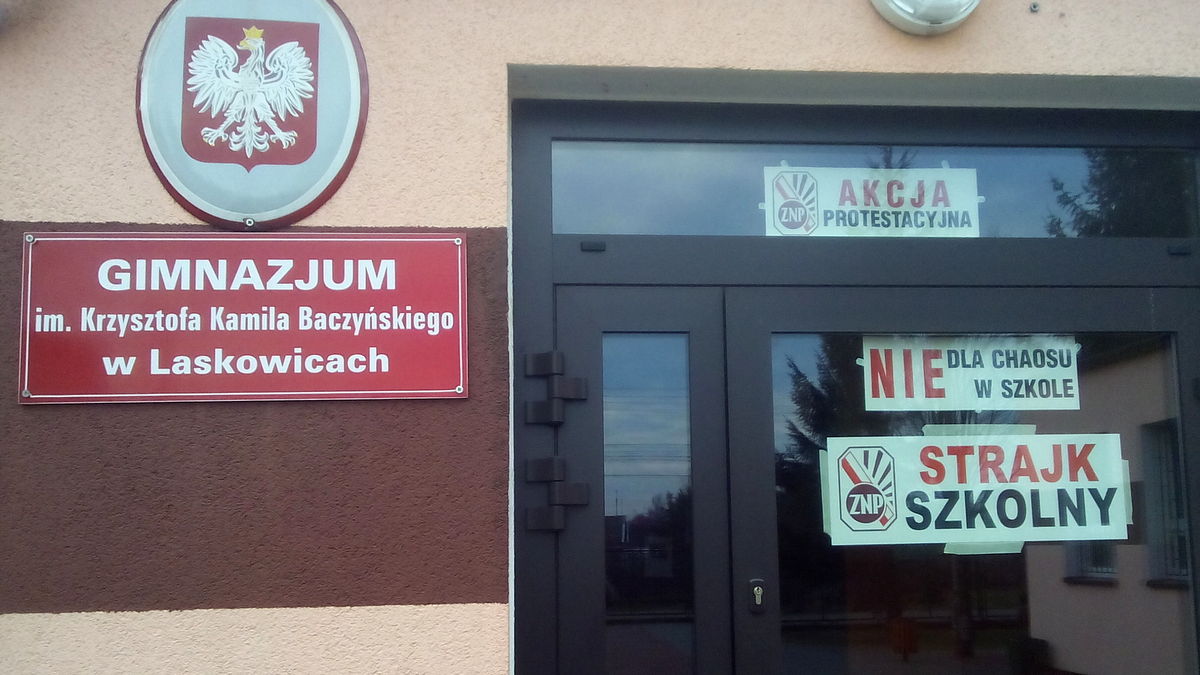 GIMNAZJUM
im. Krzysztofa Kamila Baczyńskiego
w Laskowicach
ZNP
AKCJA
PROTESTACYJNA
NIE
DLA CHAOSU
W SZKOLE
ZNP
STRAJK
SZKOLNY